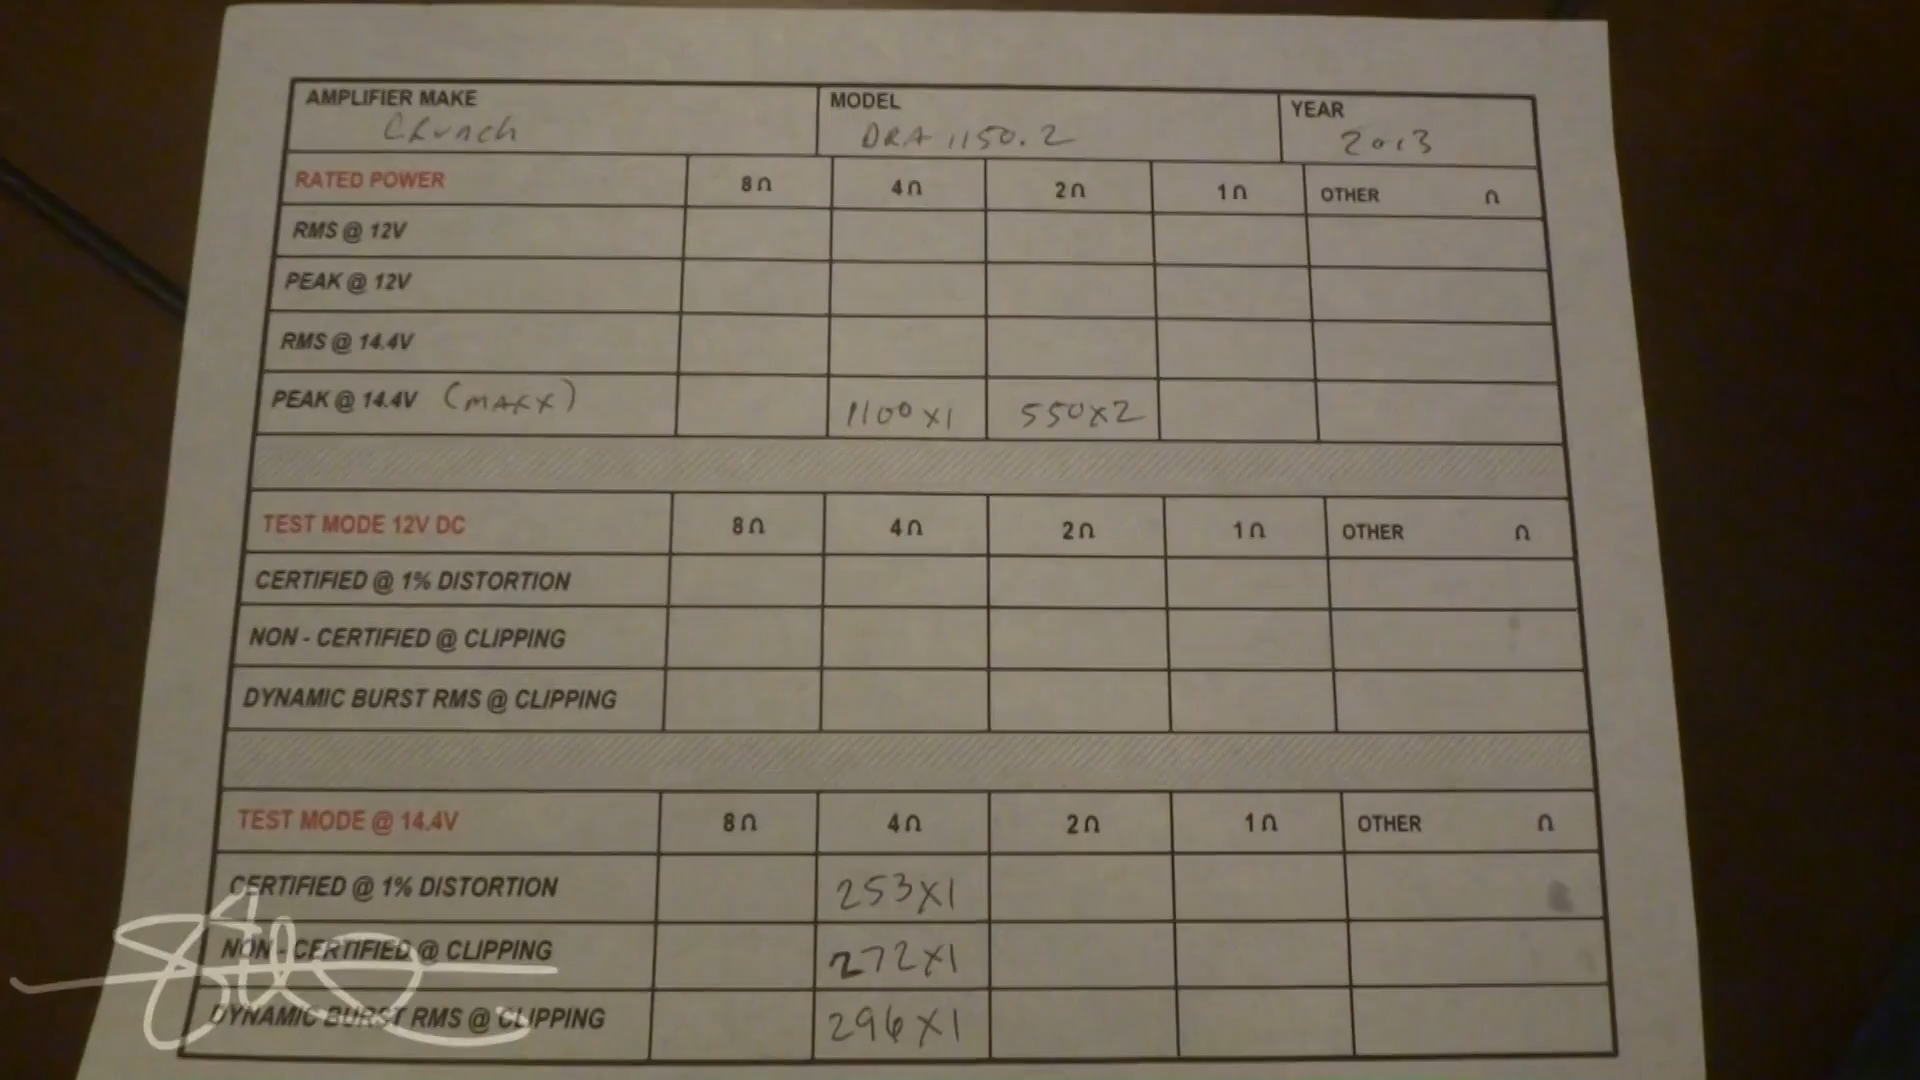 AMPLIFIER MAKE MODEL YEAR
Crunch DRA 1150.2 2013
RATED POWER 8Ω 4Ω 2Ω 1Ω OTHER Ω
RMS @ 12V
PEAK @ 12V
RMS @ 14.4V
PEAK @ 14.4V (MAXX) 1100X1 550X2
TEST MODE 12V DC 8Ω 4Ω 2Ω 1Ω OTHER Ω
CERTIFIED @ 1% DISTORTION
NON - CERTIFIED @ CLIPPING
DYNAMIC BURST RMS @ CLIPPING
TEST MODE @ 14.4V 8Ω 4Ω 2Ω 1Ω OTHER Ω
CERTIFIED @ 1% DISTORTION 253X1
NON - CERTIFIED @ CLIPPING 272X1
DYNAMIC BURST RMS @ CLIPPING 296X1